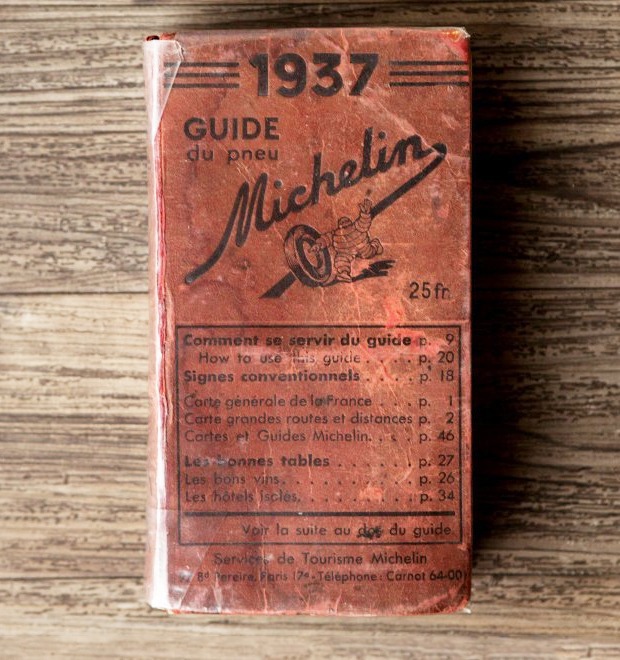 1937
GUIDE
du pneu
Michelin
25 fr.
Comment se servir du guide p. 9
How to use this guide . . . . p. 20
Signes conventionnels . . . . p. 18
Carte générale de la France . . . p. 1
Carte grandes routes et distances p. 2
Cartes et Guides Michelin. . . . p. 46
Les bonnes tables . . . . . . . p. 27
Les bons vins. . . . . . . . . . p. 26
Les hôtels isolés. . . . . . . . . p. 34
Voir la suite au dos du guide.
Services de Tourisme Michelin
Bd Pereire, Paris 17e - Téléphone : Carnot 64-00